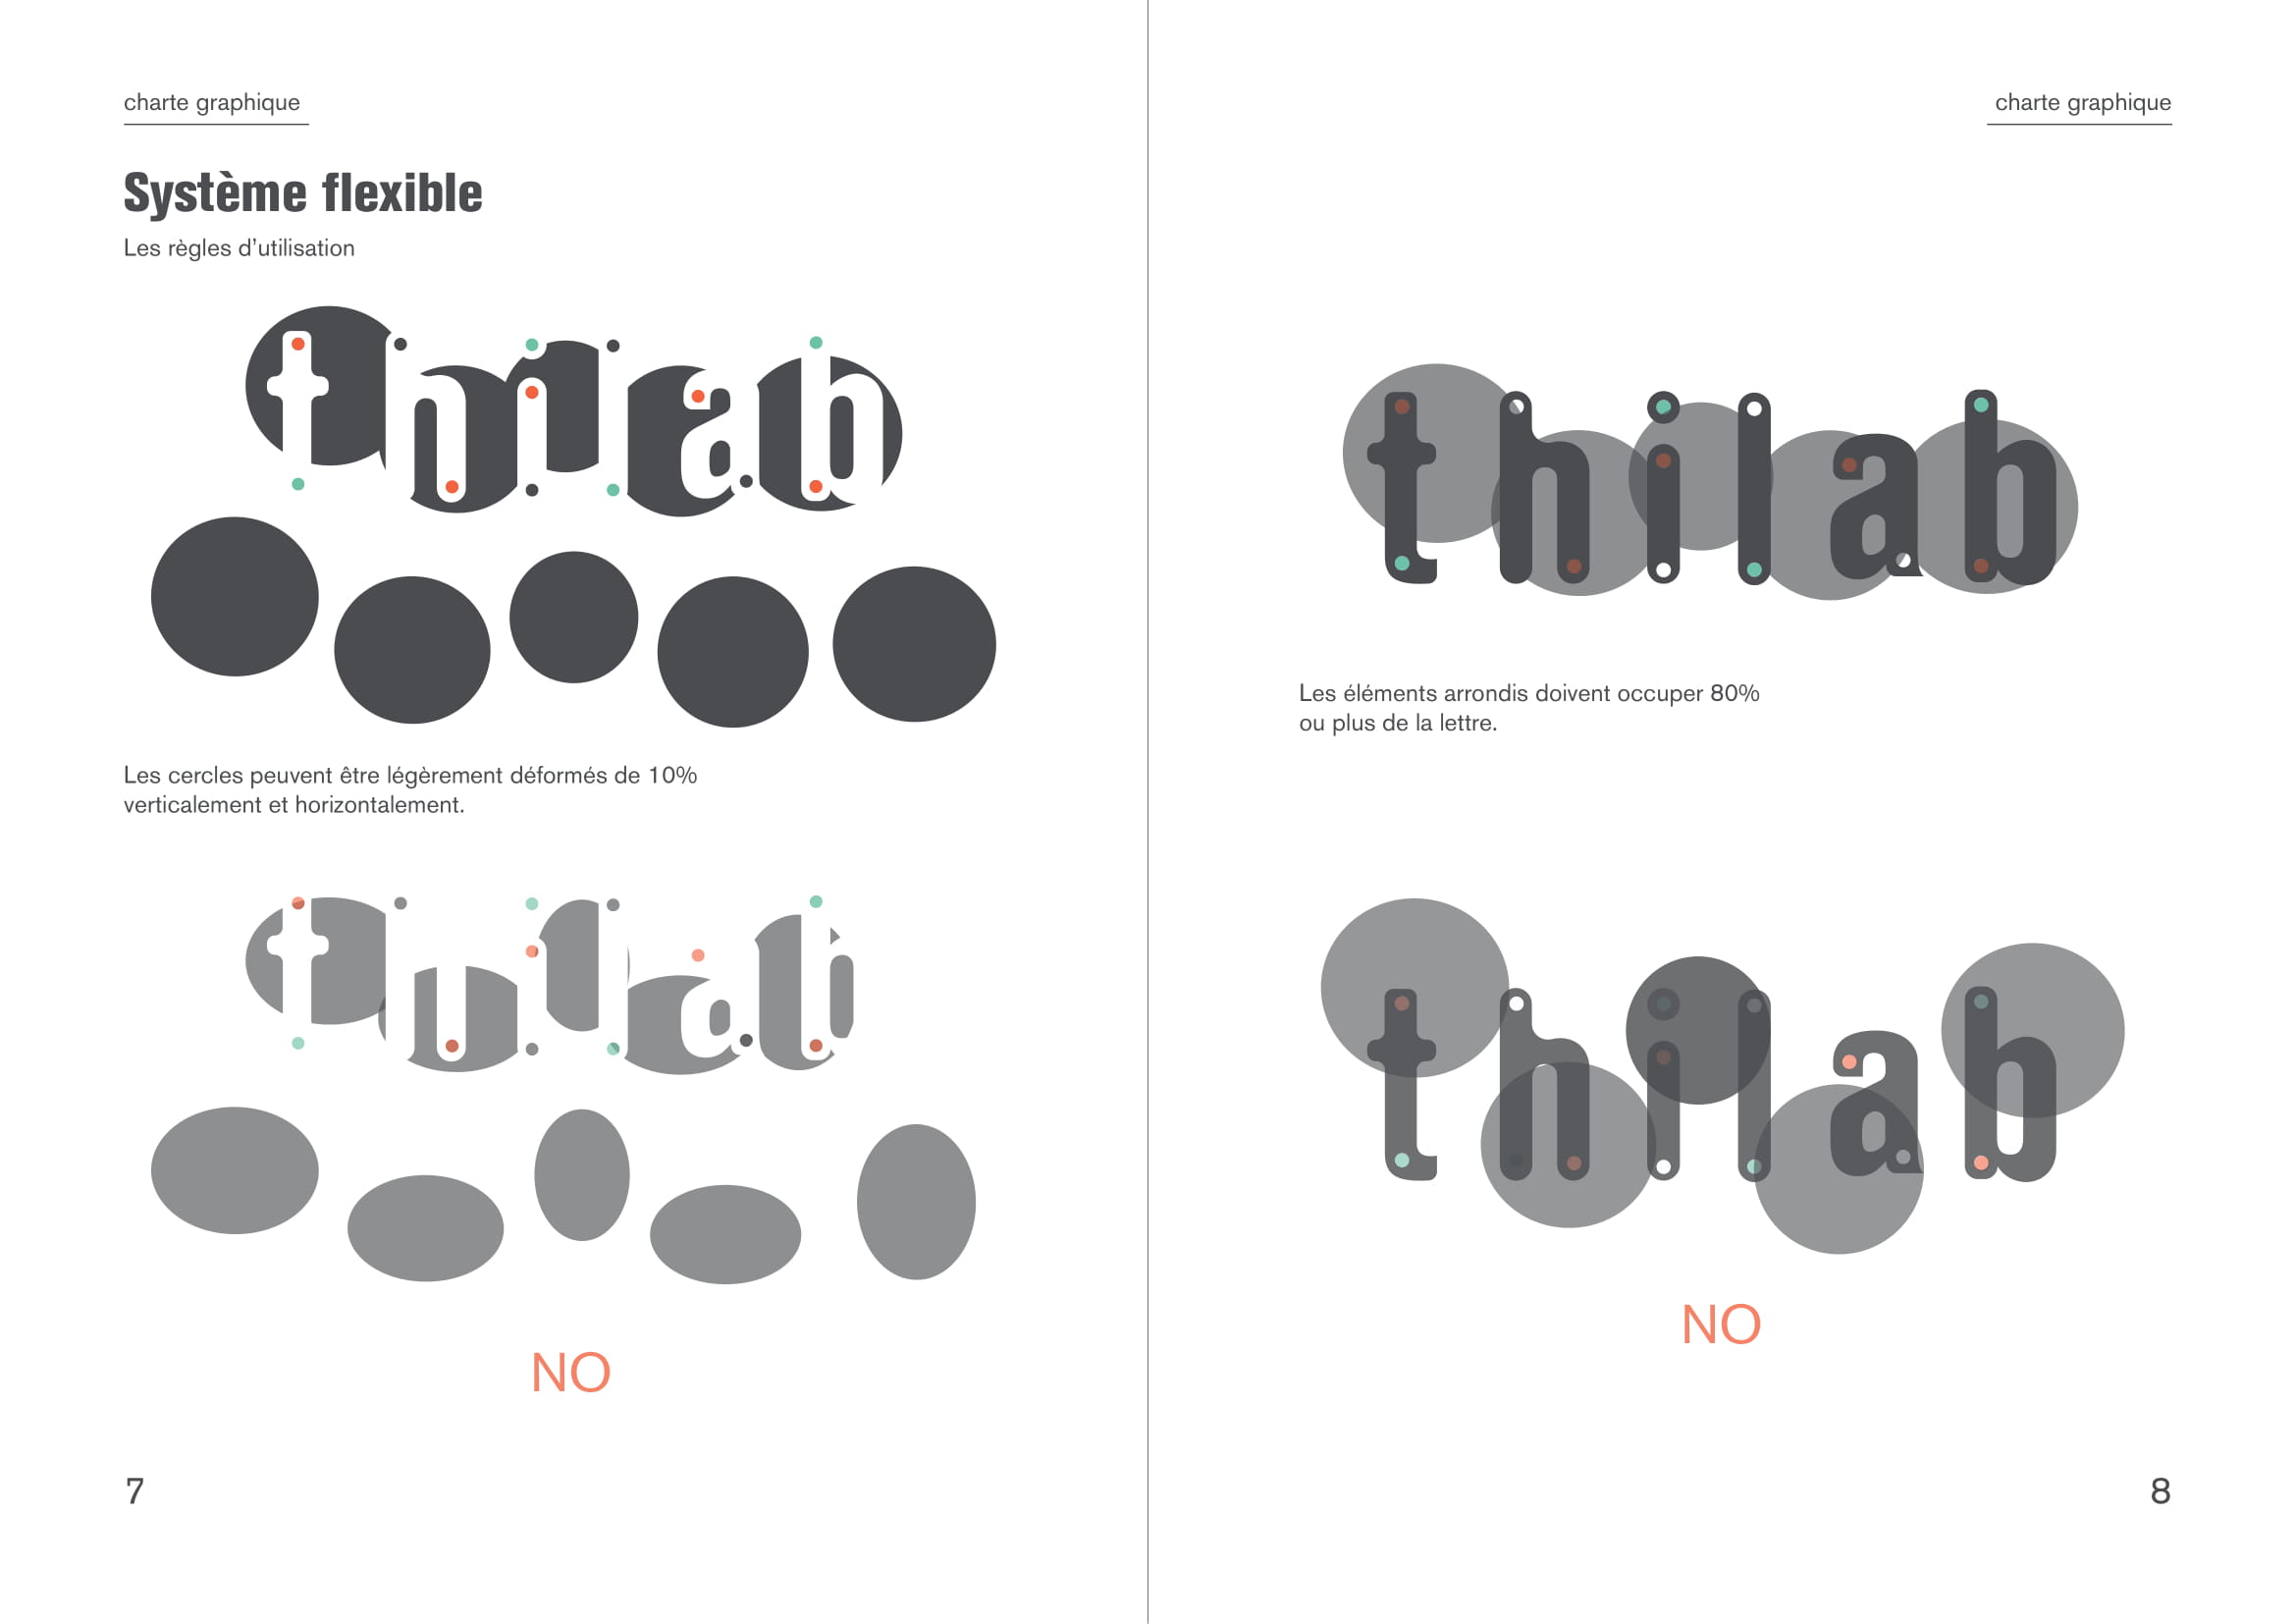 charte graphique
Système flexible
Les règles d’utilisation
thilab
Les cercles peuvent être légèrement déformés de 10%
verticalement et horizontalement.
thilab
NO
7
charte graphique
thilab
Les éléments arrondis doivent occuper 80%
ou plus de la lettre.
thilab
NO
8